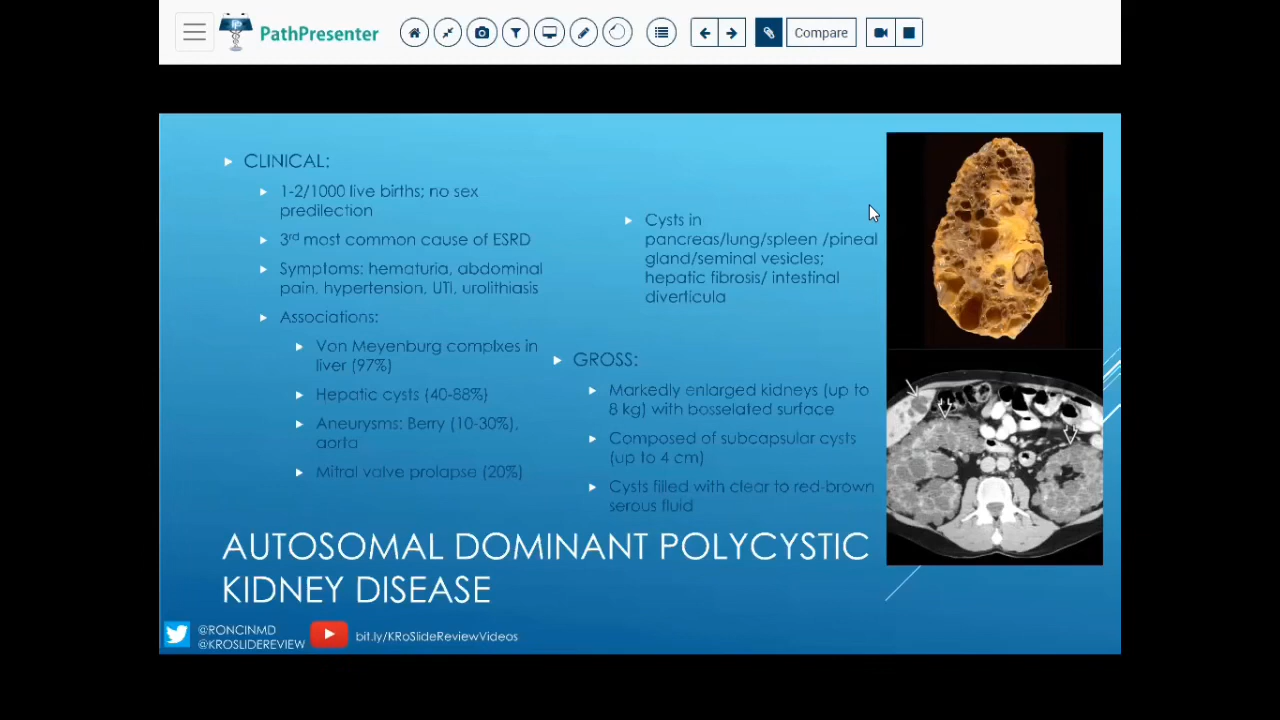 PathPresenter
Compare
CLINICAL:
1-2/1000 live births; no sex
predilection
3rd most common cause of ESRD
Symptoms: hematuria, abdominal
pain, hypertension, UTI, urolithiasis
Associations:
Von Meyenburg complxes in
liver (97%)
Hepatic cysts (40-88%)
Aneurysms: Berry (10-30%),
aorta
Mitral valve prolapse (20%)
Cysts in
pancreas/lung/spleen /pineal
gland/seminal vesicles;
hepatic fibrosis/ intestinal
diverticula
GROSS:
Markedly enlarged kidneys (up to
8 kg) with bosselated surface
Composed of subcapsular cysts
(up to 4 cm)
Cysts filled with clear to red-brown
serous fluid
AUTOSOMAL DOMINANT POLYCYSTIC
KIDNEY DISEASE
@RONCINMD
@KROSLIDEREVIEW
bit.ly/KRoSlideReviewVideos